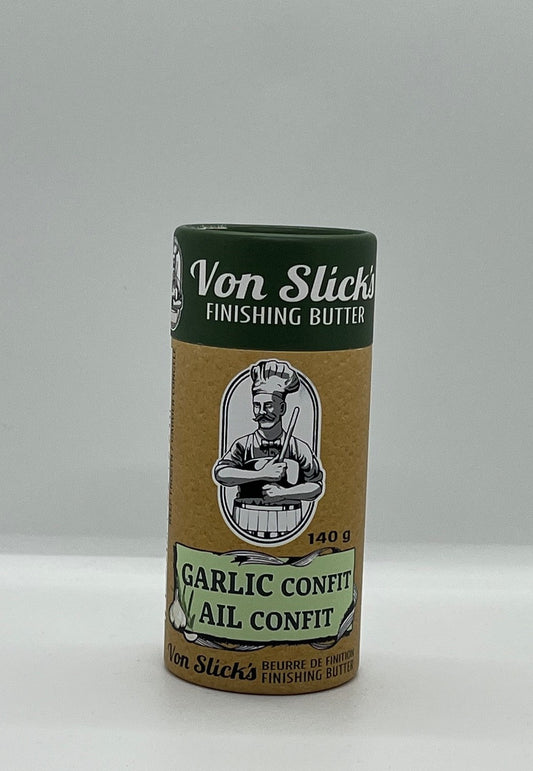 Von Slick's
FINISHING BUTTER
140 g
GARLIC CONFIT
AIL CONFIT
Von Slick's
BEURRE DE FINITION
FINISHING BUTTER